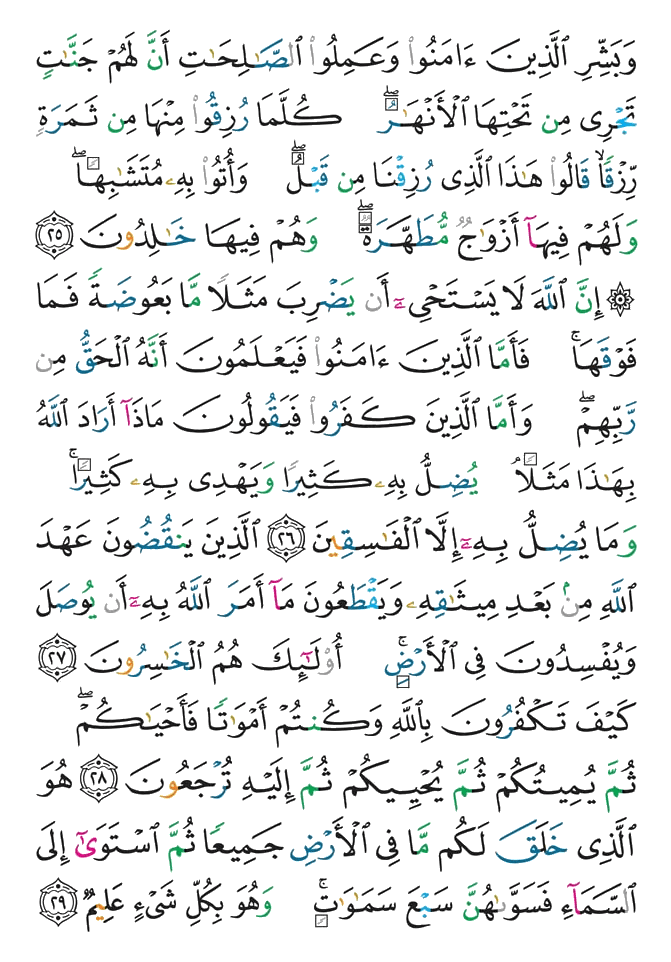 وَبَشِّرِ ٱلَّذِينَ ءَامَنُوا۟ وَعَمِلُوا۟ ٱلصَّـٰلِحَـٰتِ أَنَّ لَهُمْ جَنَّـٰتٍ
تَجْرِى مِن تَحْتِهَا ٱلْأَنْهَـٰرُ ۖ كُلَّمَا رُزِقُوا۟ مِنْهَا مِن ثَمَرَةٍ
رِّزْقًا ۙ قَالُوا۟ هَـٰذَا ٱلَّذِى رُزِقْنَا مِن قَبْلُ ۖ وَأُتُوا۟ بِهِۦ مُتَشَـٰبِهًا ۖ
وَلَهُمْ فِيهَآ أَزْوَٰجٌ مُّطَهَّرَةٌ ۖ وَهُمْ فِيهَا خَـٰلِدُونَ ٢٥
۞ إِنَّ ٱللَّهَ لَا يَسْتَحْىِۦٓ أَن يَضْرِبَ مَثَلًا مَّا بَعُوضَةً فَمَا
فَوْقَهَا ۚ فَأَمَّا ٱلَّذِينَ ءَامَنُوا۟ فَيَعْلَمُونَ أَنَّهُ ٱلْحَقُّ مِن
رَّبِّهِمْ ۖ وَأَمَّا ٱلَّذِينَ كَفَرُوا۟ فَيَقُولُونَ مَاذَآ أَرَادَ ٱللَّهُ
بِهَـٰذَا مَثَلًا ۘ يُضِلُّ بِهِۦ كَثِيرًا وَيَهْدِى بِهِۦ كَثِيرًا ۚ
وَمَا يُضِلُّ بِهِۦٓ إِلَّا ٱلْفَـٰسِقِينَ ٢٦ ٱلَّذِينَ يَنقُضُونَ عَهْدَ
ٱللَّهِ مِنۢ بَعْدِ مِيثَـٰقِهِۦ وَيَقْطَعُونَ مَآ أَمَرَ ٱللَّهُ بِهِۦٓ أَن يُوصَلَ
وَيُفْسِدُونَ فِى ٱلْأَرْضِ ۚ أُو۟لَـٰٓئِكَ هُمُ ٱلْخَـٰسِرُونَ ٢٧
كَيْفَ تَكْفُرُونَ بِٱللَّهِ وَكُنتُمْ أَمْوَٰتًا فَأَحْيَـٰكُمْ ۖ
ثُمَّ يُمِيتُكُمْ ثُمَّ يُحْيِيكُمْ ثُمَّ إِلَيْهِ تُرْجَعُونَ ٢٨ هُوَ
ٱلَّذِى خَلَقَ لَكُم مَّا فِى ٱلْأَرْضِ جَمِيعًا ثُمَّ ٱسْتَوَىٰٓ إِلَى
ٱلسَّمَآءِ فَسَوَّىٰهُنَّ سَبْعَ سَمَـٰوَٰتٍ ۚ وَهُوَ بِكُلِّ شَىْءٍ عَلِيمٌ ٢٩